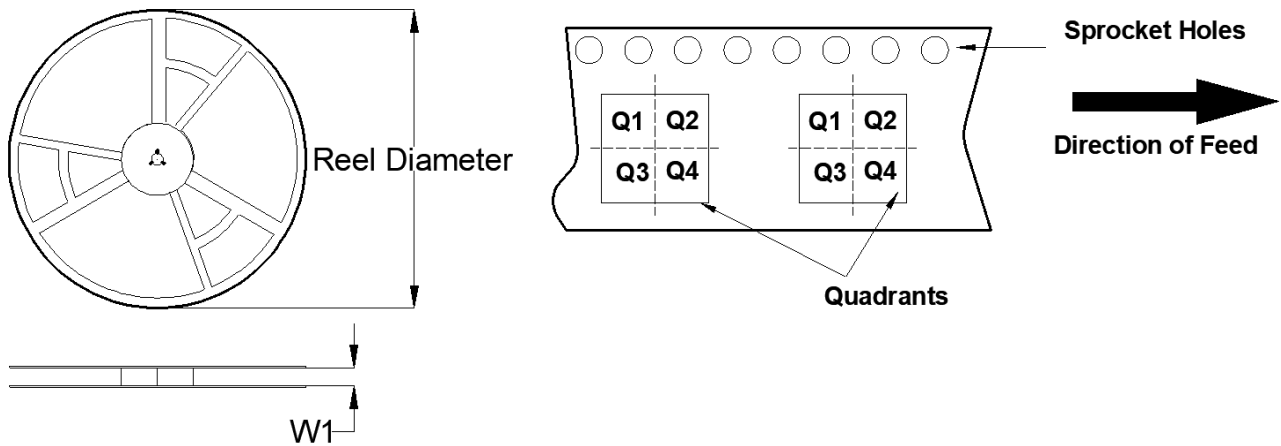 Reel Diameter
W1
Sprocket Holes
Q1 Q2 Q1 Q2
Q3 Q4 Q3 Q4
Direction of Feed
Quadrants